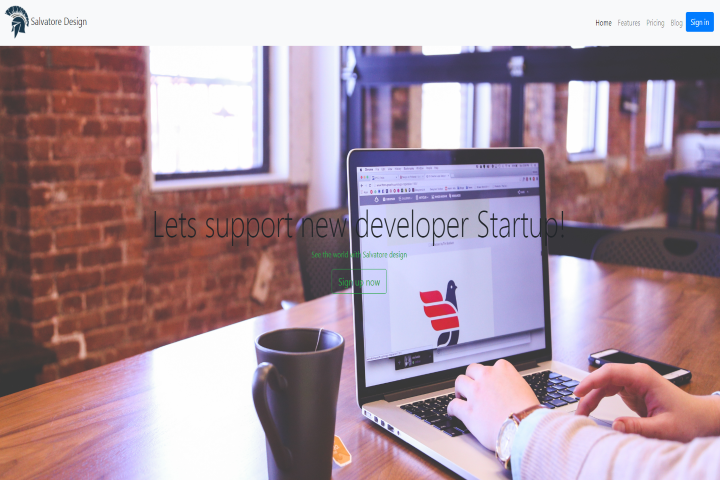 Salvatore Design
Home Features Pricing Blog Sign in
Lets support new developer Startup!
See the world with Salvatore design
Sign up now